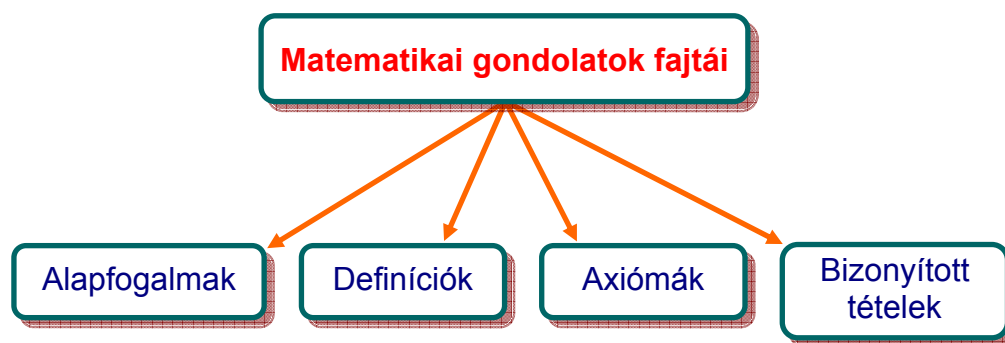 Matematikai gondolatok fajtái
Alapfogalmak
Definíciók
Axiómák
Bizonyított
tételek